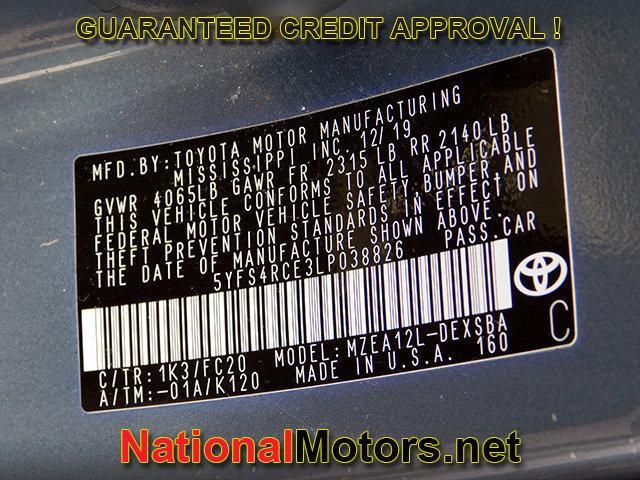 GUARANTEED CREDIT APPROVAL !
MFD.BY:TOYOTA MOTOR MANUFACTURING
MISSISSIPPI INC. 12/19
GVWR 4065LB GAWR FR 2315 LB RR 2140 LB
THIS VEHICLE CONFORMS TO ALL APPLICABLE
FEDERAL MOTOR VEHICLE SAFETY,BUMPER,AND
THEFT PREVENTION STANDARDS IN EFFECT ON
THE DATE OF MANUFACTURE SHOWN ABOVE.
5YFS4RCE3LP038826 PASS.CAR
C/TR:1K3/FC20 MODEL:MZEA12L-DEXSBA
A/TM:-01A/K120 MADE IN U.S.A. 160
C
NationalMotors.net